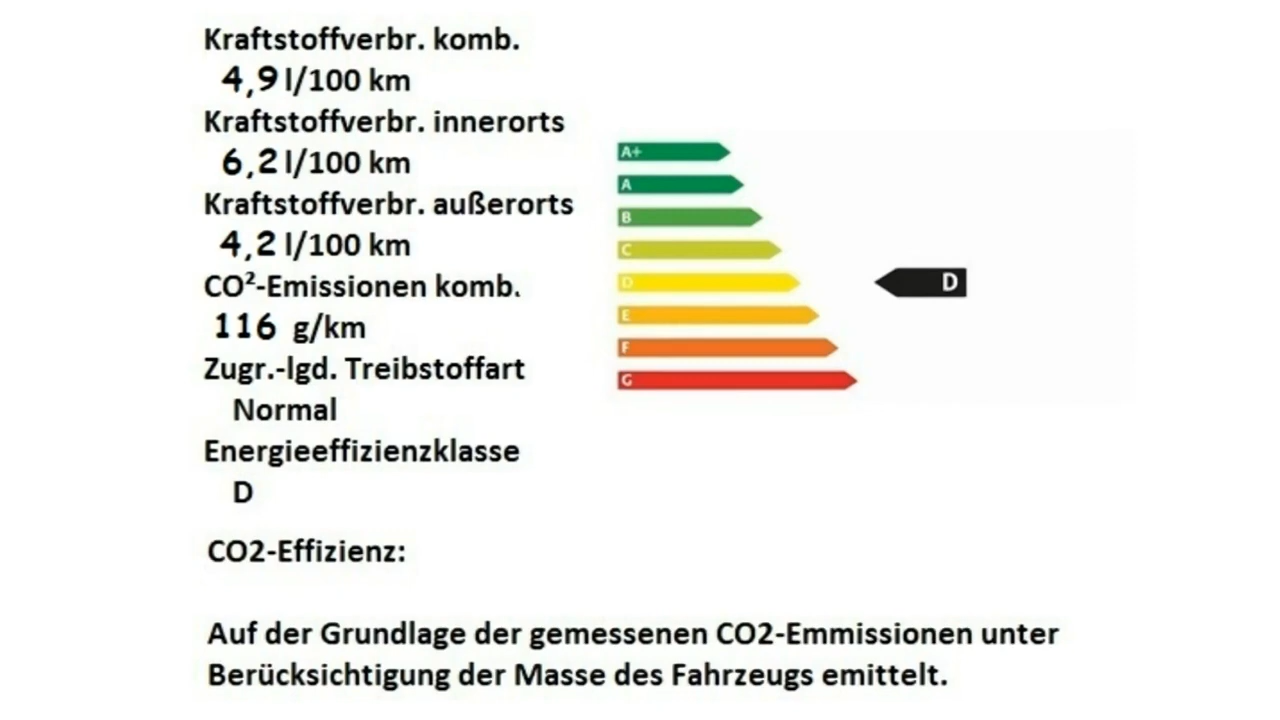 Kraftstoffverbr. komb.
4,9 l/100 km
Kraftstoffverbr. innerorts
6,2 l/100 km
Kraftstoffverbr. außerorts
4,2 l/100 km
CO²-Emissionen komb.
116 g/km
Zugr.-lgd. Treibstoffart
Normal
Energieeffizienzklasse
D
A+
A
B
C
D
E
F
G
D
CO2-Effizienz:
Auf der Grundlage der gemessenen CO2-Emmissionen unter
Berücksichtigung der Masse des Fahrzeugs emittelt.